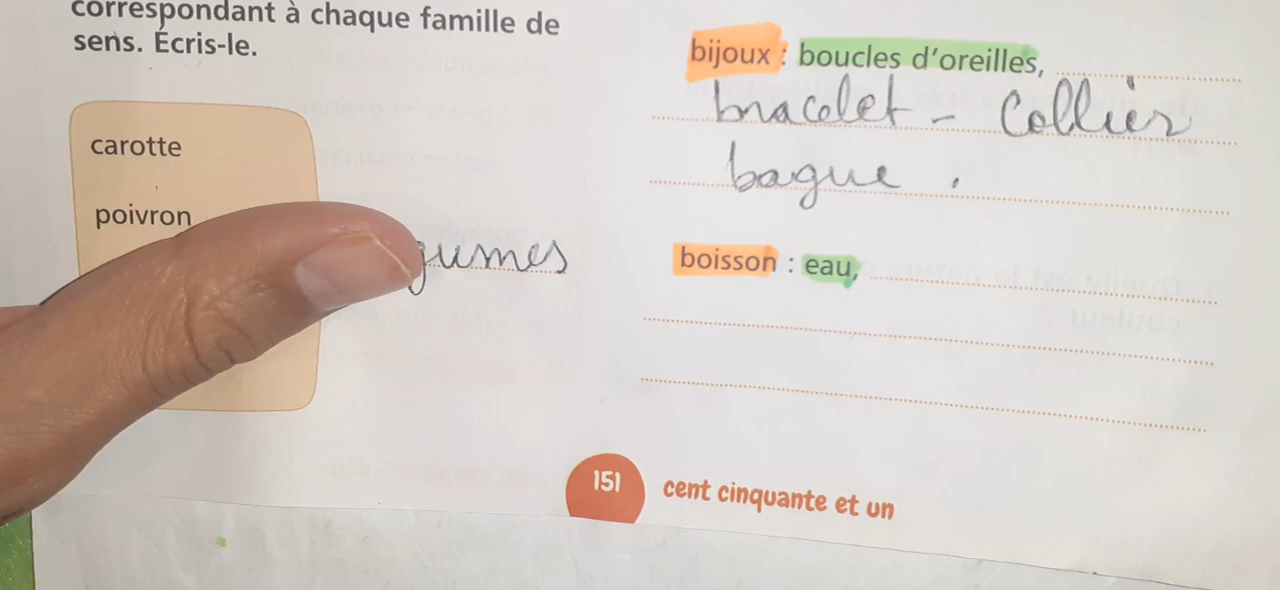 correspondant à chaque famille de
sens. Écris-le.
carotte
poivron
gumes
bijoux : boucles d'oreilles,
bracelet - Collier
bague .
boisson : eau,
151 cent cinquante et un